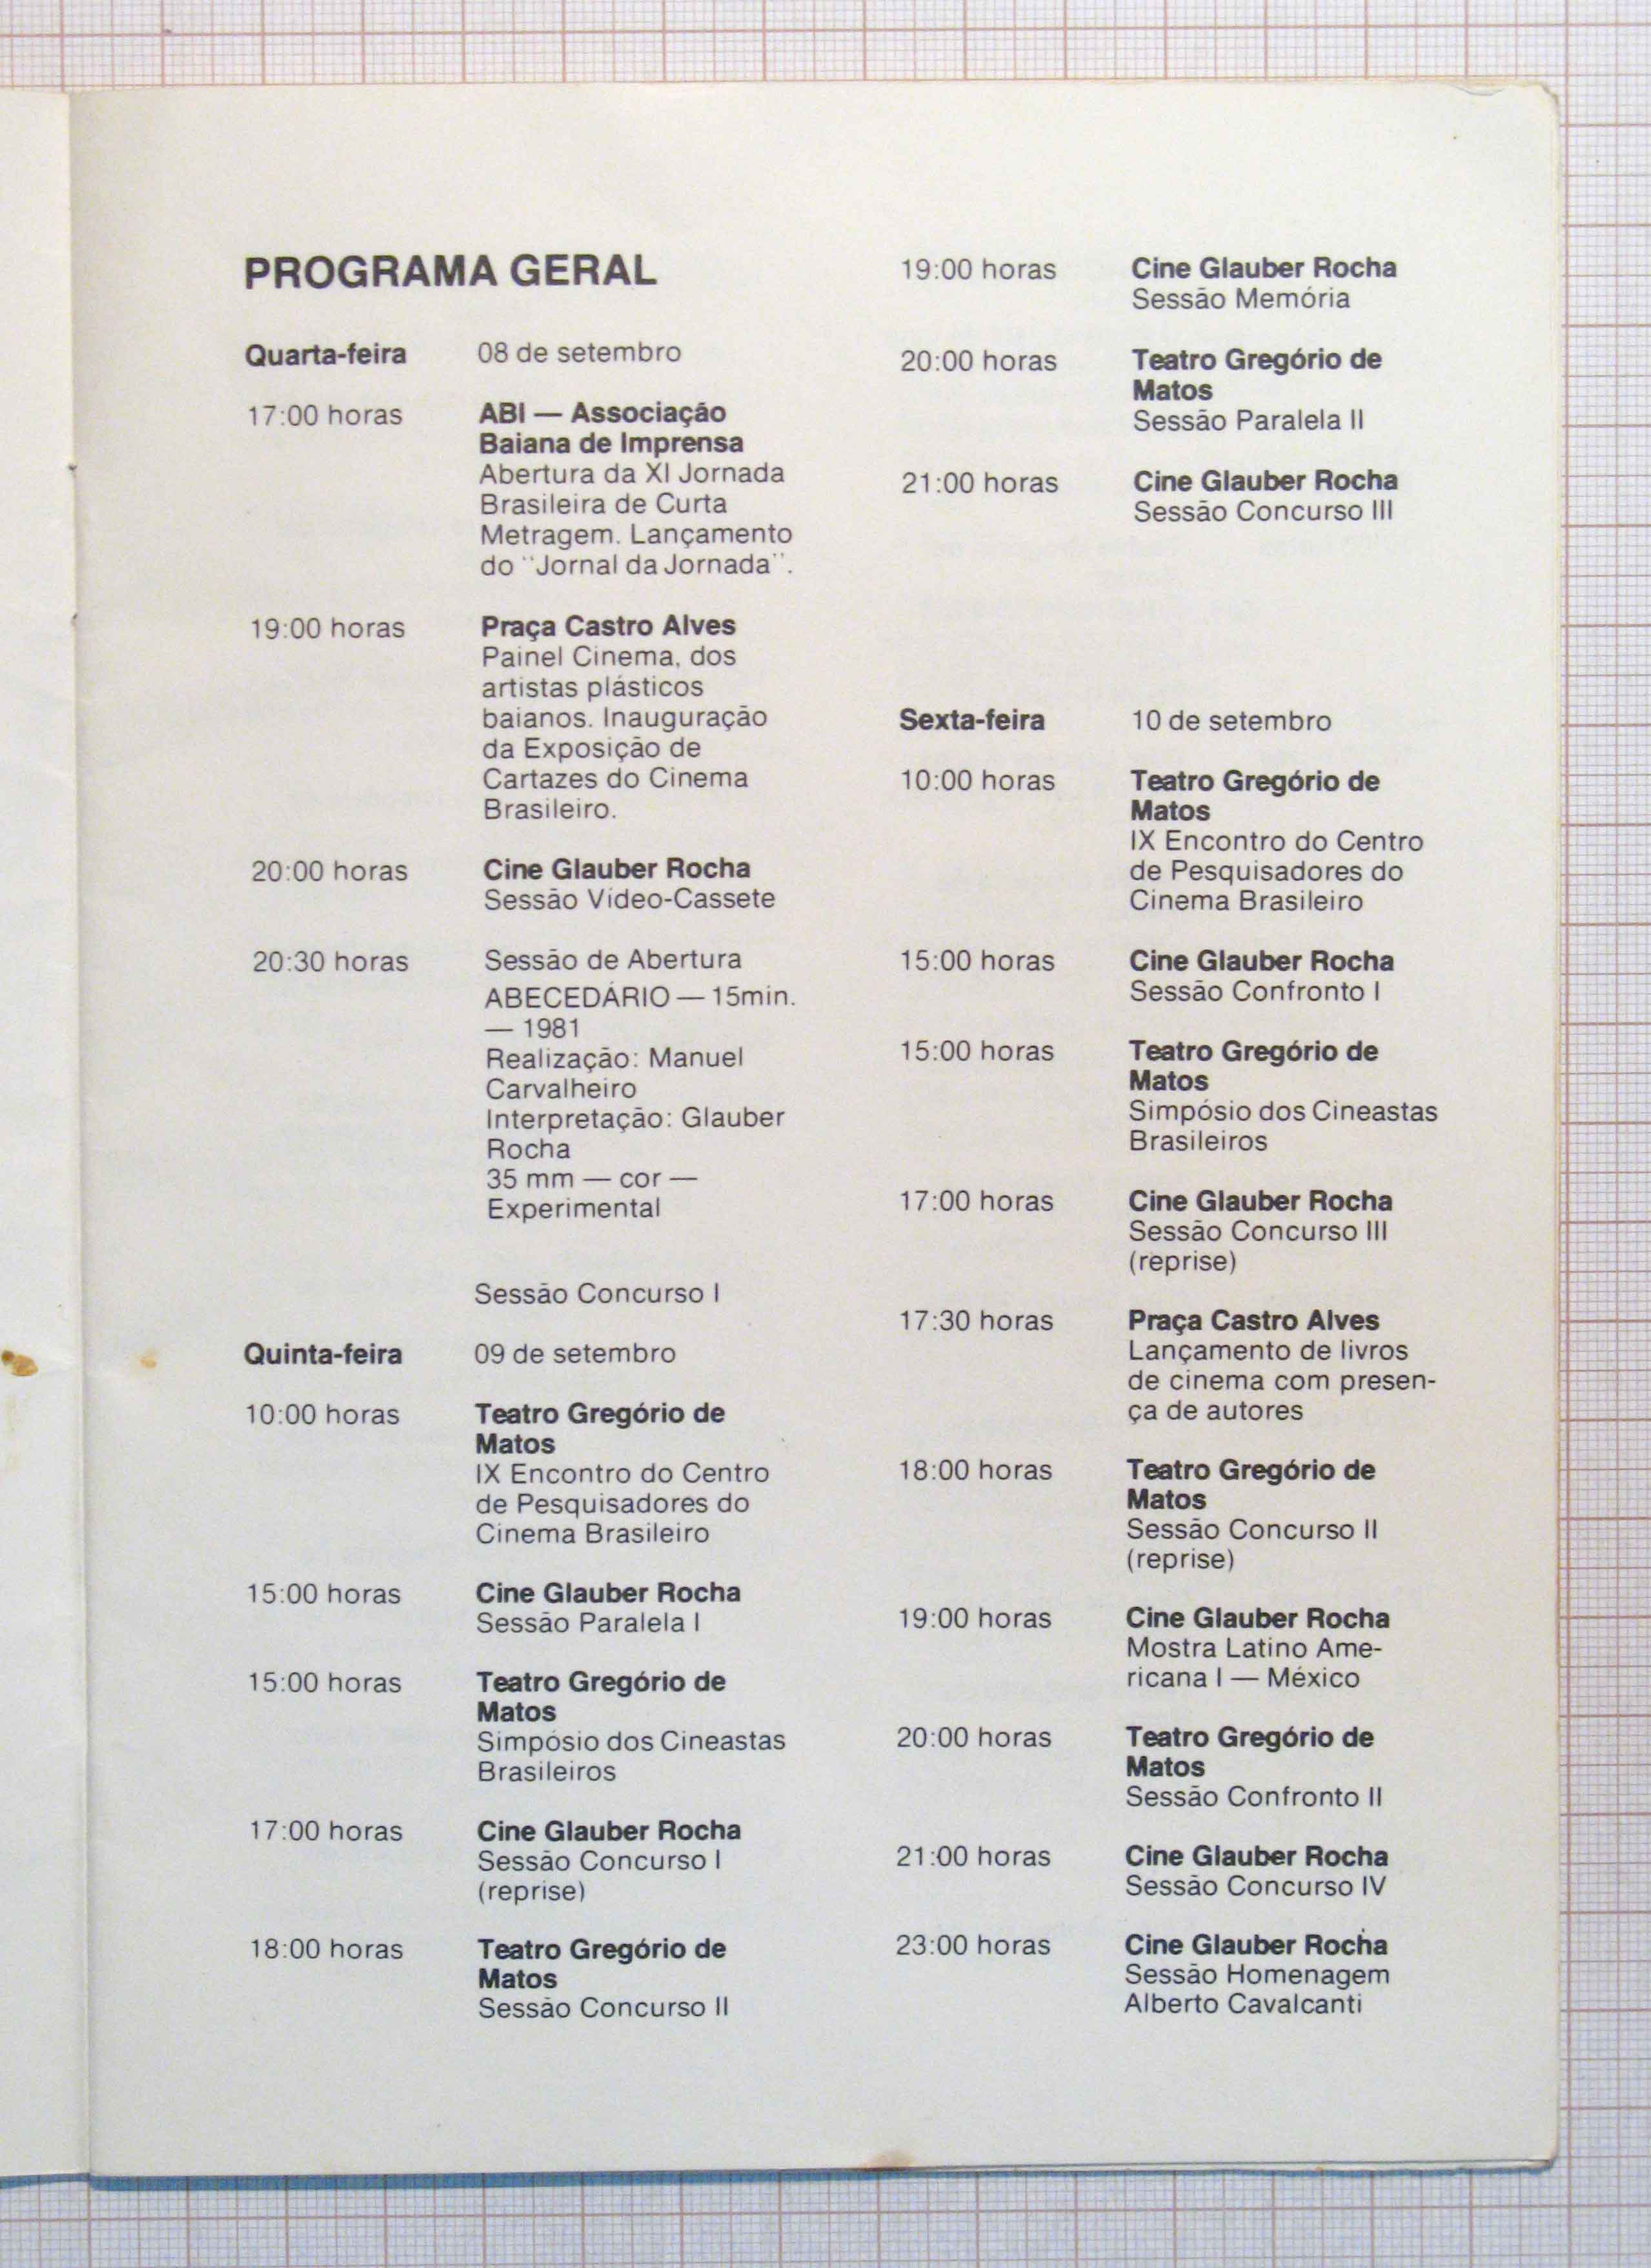 PROGRAMA GERAL
Quarta-feira 08 de setembro
17:00 horas ABI — Associação
Baiana de Imprensa
Abertura da XI Jornada
Brasileira de Curta
Metragem. Lançamento
do "Jornal da Jornada".
19:00 horas Praça Castro Alves
Painel Cinema, dos
artistas plásticos
baianos. Inauguração
da Exposição de
Cartazes do Cinema
Brasileiro.
20:00 horas Cine Glauber Rocha
Sessão Vídeo-Cassete
20:30 horas Sessão de Abertura
ABECEDÁRIO — 15min.
— 1981
Realização: Manuel
Carvalheiro
Interpretação: Glauber
Rocha
35 mm — cor —
Experimental
Sessão Concurso I
Quinta-feira 09 de setembro
10:00 horas Teatro Gregório de
Matos
IX Encontro do Centro
de Pesquisadores do
Cinema Brasileiro
15:00 horas Cine Glauber Rocha
Sessão Paralela I
15:00 horas Teatro Gregório de
Matos
Simpósio dos Cineastas
Brasileiros
17:00 horas Cine Glauber Rocha
Sessão Concurso I
(reprise)
18:00 horas Teatro Gregório de
Matos
Sessão Concurso II
19:00 horas Cine Glauber Rocha
Sessão Memória
20:00 horas Teatro Gregório de
Matos
Sessão Paralela II
21:00 horas Cine Glauber Rocha
Sessão Concurso III
Sexta-feira 10 de setembro
10:00 horas Teatro Gregório de
Matos
IX Encontro do Centro
de Pesquisadores do
Cinema Brasileiro
15:00 horas Cine Glauber Rocha
Sessão Confronto I
15:00 horas Teatro Gregório de
Matos
Simpósio dos Cineastas
Brasileiros
17:00 horas Cine Glauber Rocha
Sessão Concurso III
(reprise)
17:30 horas Praça Castro Alves
Lançamento de livros
de cinema com presen-
ça de autores
18:00 horas Teatro Gregório de
Matos
Sessão Concurso II
(reprise)
19:00 horas Cine Glauber Rocha
Mostra Latino Ame-
ricana I — México
20:00 horas Teatro Gregório de
Matos
Sessão Confronto II
21:00 horas Cine Glauber Rocha
Sessão Concurso IV
23:00 horas Cine Glauber Rocha
Sessão Homenagem
Alberto Cavalcanti